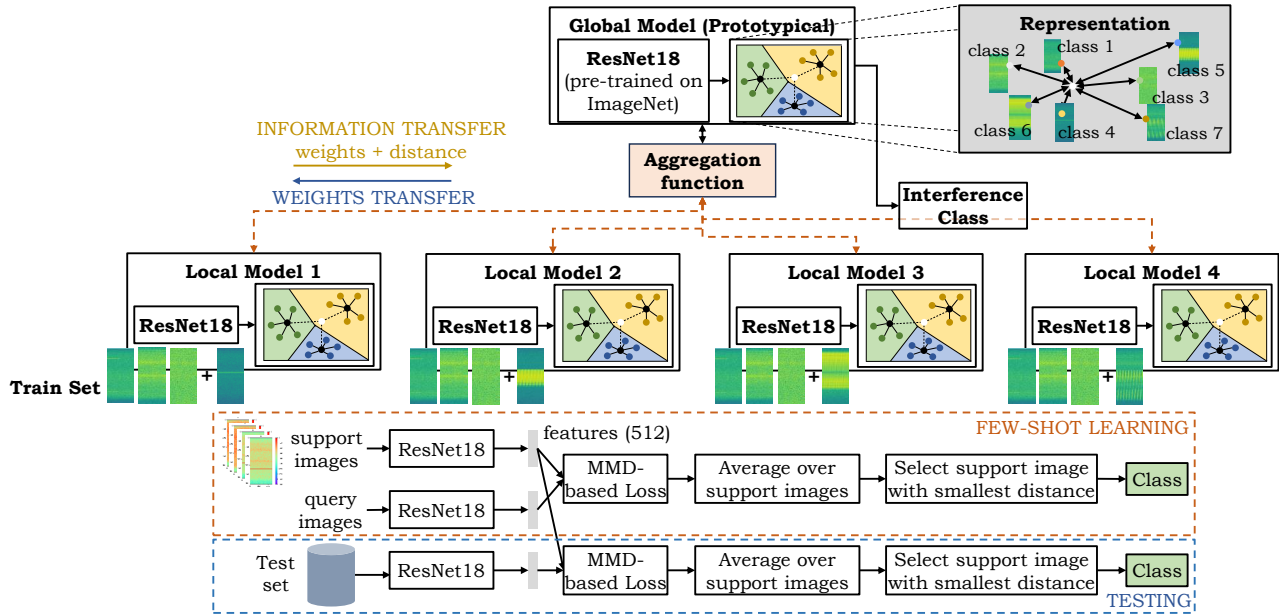 Global Model (Prototypical)
ResNet18
(pre-trained on
ImageNet)
Representation
class 1
class 2
class 5
class 3
class 6
class 4
class 7
INFORMATION TRANSFER
weights + distance
WEIGHTS TRANSFER
Aggregation
function
Interference
Class
Local Model 1
ResNet18
Local Model 2
ResNet18
Local Model 3
ResNet18
Local Model 4
ResNet18
Train Set
+
+
+
+
FEW-SHOT LEARNING
support
images
ResNet18
features (512)
MMD-
based Loss
Average over
support images
Select support image
with smallest distance
Class
query
images
ResNet18
Test
set
ResNet18
MMD-
based Loss
Average over
support images
Select support image
with smallest distance
Class
TESTING